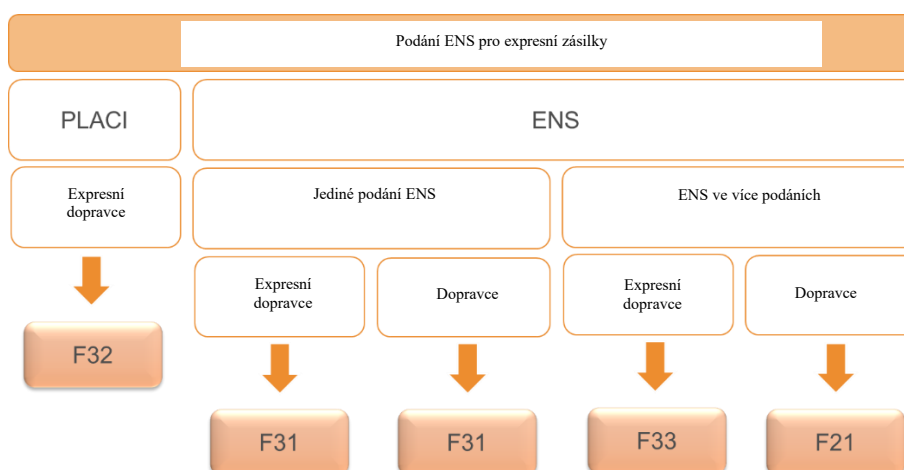 Podání ENS pro expresní zásilky
PLACI
ENS
Expresní
dopravce
Jediné podání ENS
ENS ve více podáních
Expresní
dopravce
Dopravce
Expresní
dopravce
Dopravce
F32
F31
F31
F33
F21